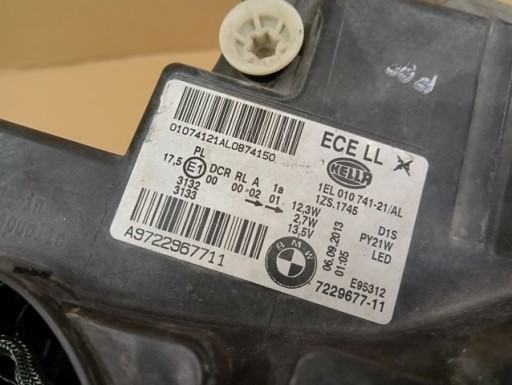 01074121AL0874150
ECE LL
HELLA
PL
17,5 E1 DCR RL A 1a
3132 00 00 02 01
3133
1EL 010 741-21/AL
1ZS.1745
12,3W D1S
2,7W PY21W
13,5V LED
06.09.2013
01:05
BMW
A9722967711
E95312
7229677-11